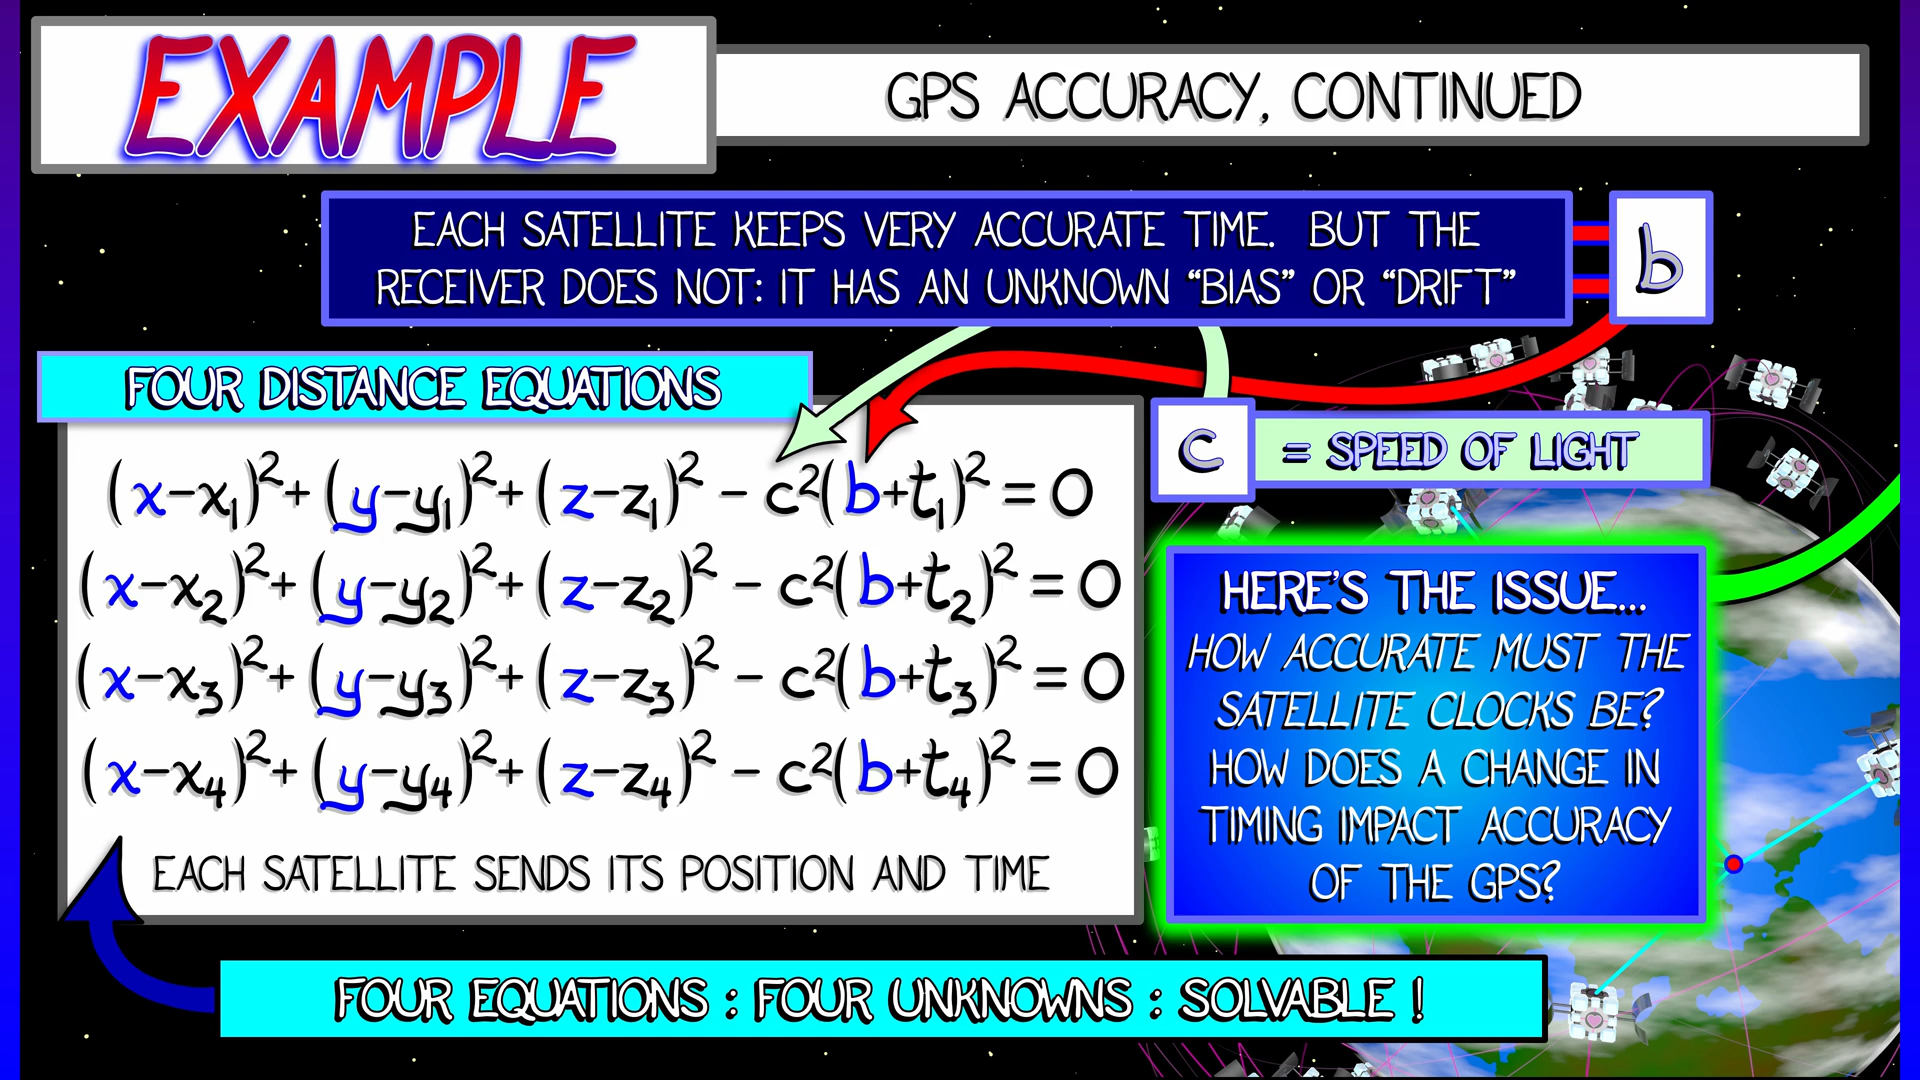 EXAMPLE
GPS ACCURACY, CONTINUED
EACH SATELLITE KEEPS VERY ACCURATE TIME. BUT THE
RECEIVER DOES NOT: IT HAS AN UNKNOWN “BIAS” OR “DRIFT”
= b
FOUR DISTANCE EQUATIONS
c = SPEED OF LIGHT
(x−x₁)²+ (y−y₁)²+ (z−z₁)² − c²(b+t₁)² = 0
(x−x₂)²+ (y−y₂)²+ (z−z₂)² − c²(b+t₂)² = 0
(x−x₃)²+ (y−y₃)²+ (z−z₃)² − c²(b+t₃)² = 0
(x−x₄)²+ (y−y₄)²+ (z−z₄)² − c²(b+t₄)² = 0
EACH SATELLITE SENDS ITS POSITION AND TIME
HERE'S THE ISSUE...
HOW ACCURATE MUST THE
SATELLITE CLOCKS BE?
HOW DOES A CHANGE IN
TIMING IMPACT ACCURACY
OF THE GPS?
FOUR EQUATIONS : FOUR UNKNOWNS : SOLVABLE !